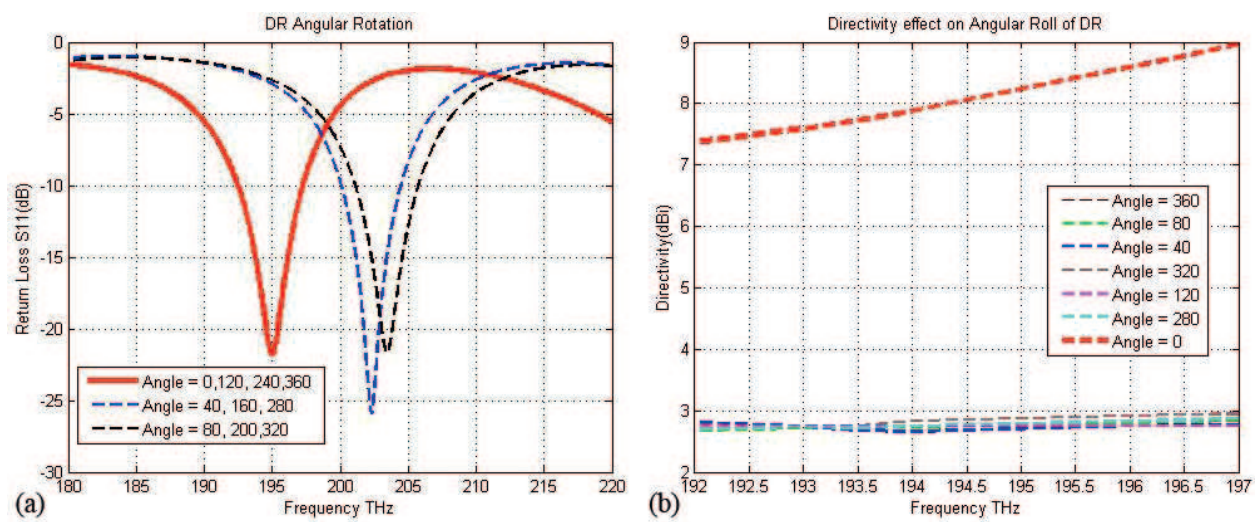 DR Angular Rotation
0
-5
-10
-15
-20
-25
-30
Return Loss S11(dB)
Angle = 0,120, 240,360
Angle = 40, 160, 280
Angle = 80, 200,320
180 185 190 195 200 205 210 215 220
Frequency THz
(a)
Directivity effect on Angular Roll of DR
9
8
7
6
5
4
3
2
Directivity(dBi)
Angle = 360
Angle = 80
Angle = 40
Angle = 320
Angle = 120
Angle = 280
Angle = 0
192 192.5 193 193.5 194 194.5 195 195.5 196 196.5 197
Frequency THz
(b)